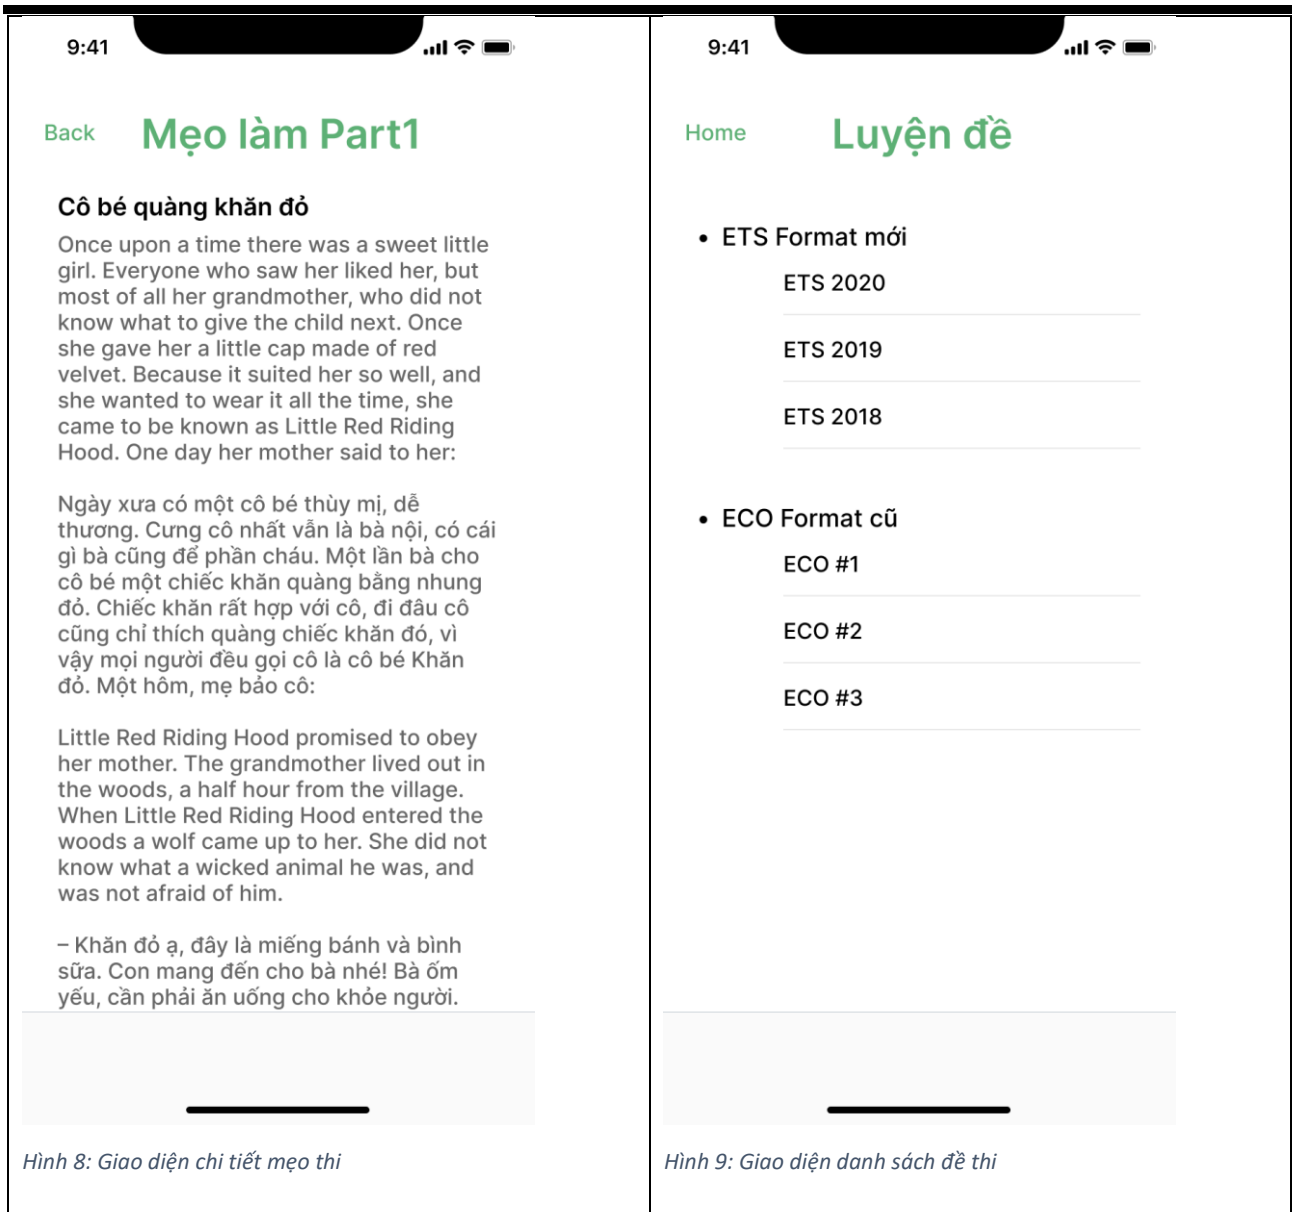 9:41
Back
Mẹo làm Part1
Cô bé quàng khăn đỏ
Once upon a time there was a sweet little
girl. Everyone who saw her liked her, but
most of all her grandmother, who did not
know what to give the child next. Once
she gave her a little cap made of red
velvet. Because it suited her so well, and
she wanted to wear it all the time, she
came to be known as Little Red Riding
Hood. One day her mother said to her:
Ngày xưa có một cô bé thùy mị, dễ
thương. Cưng cô nhất vẫn là bà nội, có cái
gì bà cũng để phần cháu. Một lần bà cho
cô bé một chiếc khăn quàng bằng nhung
đỏ. Chiếc khăn rất hợp với cô, đi đâu cô
cũng chỉ thích quàng chiếc khăn đó, vì
vậy mọi người đều gọi cô là cô bé Khăn
đỏ. Một hôm, mẹ bảo cô:
Little Red Riding Hood promised to obey
her mother. The grandmother lived out in
the woods, a half hour from the village.
When Little Red Riding Hood entered the
woods a wolf came up to her. She did not
know what a wicked animal he was, and
was not afraid of him.
– Khăn đỏ ạ, đây là miếng bánh và bình
sữa. Con mang đến cho bà nhé! Bà ốm
yếu, cần phải ăn uống cho khỏe người.
Hình 8: Giao diện chi tiết mẹo thi
9:41
Home
Luyện đề
• ETS Format mới
ETS 2020
ETS 2019
ETS 2018
• ECO Format cũ
ECO #1
ECO #2
ECO #3
Hình 9: Giao diện danh sách đề thi